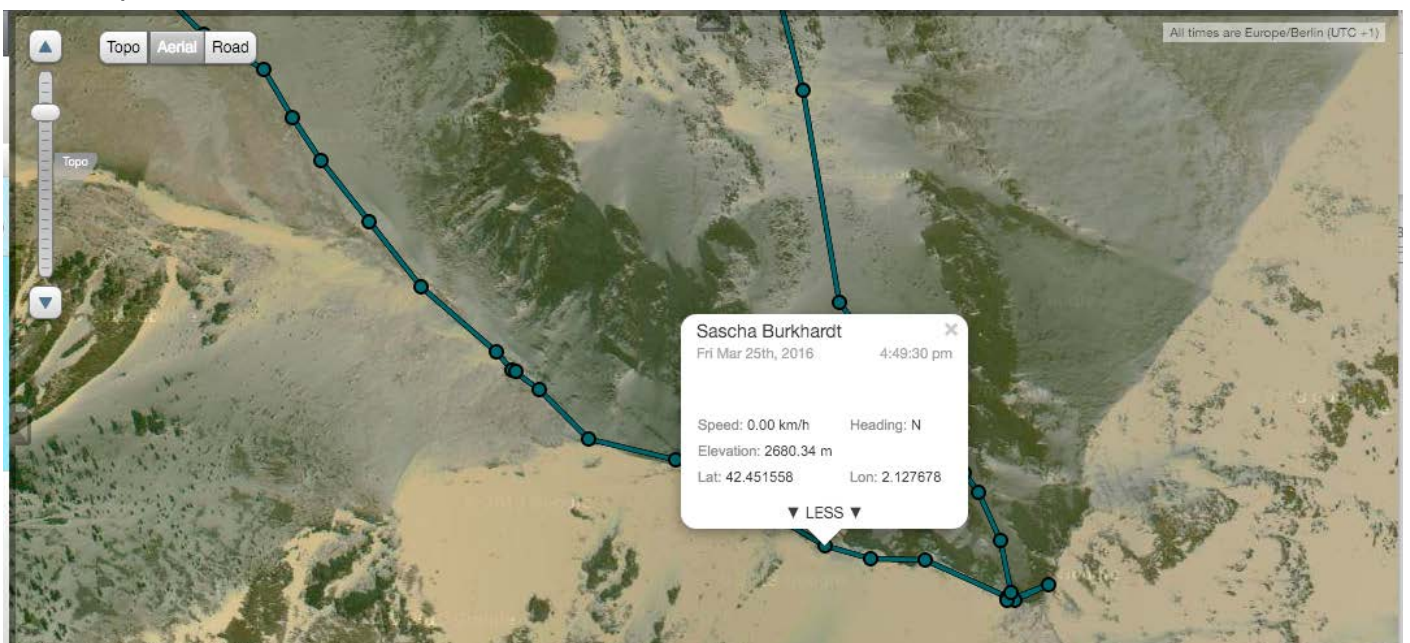 Topo Aerial Road
All times are Europe/Berlin (UTC +1)
Topo
Sascha Burkhardt
Fri Mar 25th, 2016 4:49:30 pm
Speed: 0.00 km/h Heading: N
Elevation: 2680.34 m
Lat: 42.451558 Lon: 2.127678
▼ LESS ▼